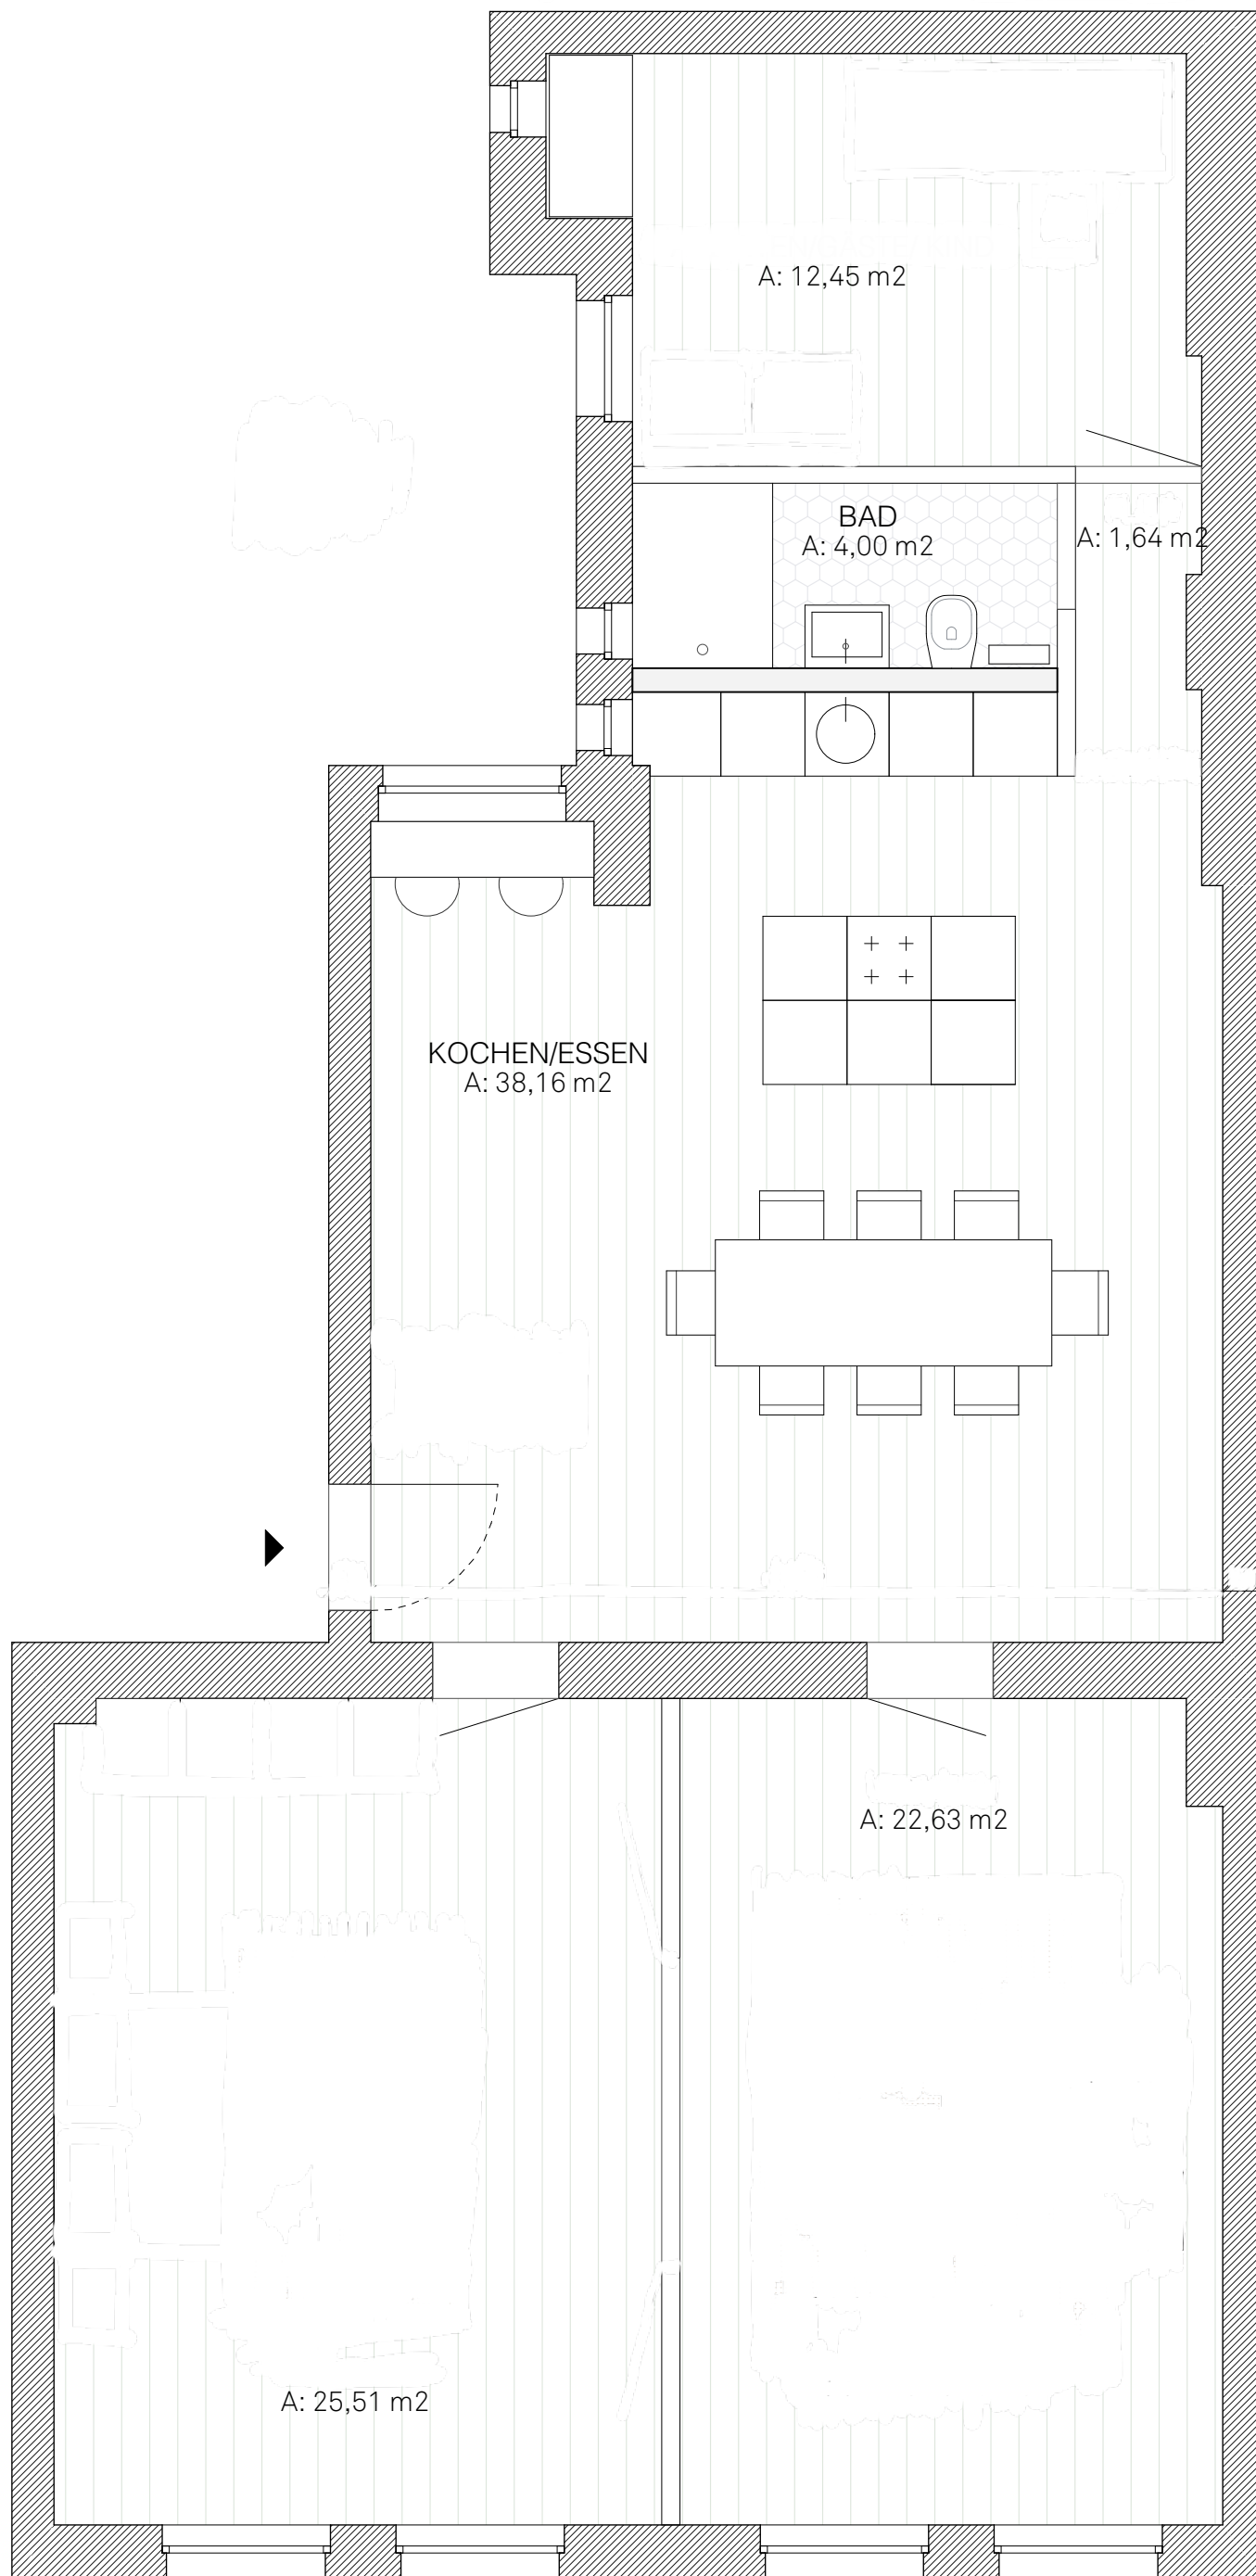 A: 12,45 m2
BAD
A: 4,00 m2
A: 1,64 m2
KOCHEN/ESSEN
A: 38,16 m2
A: 22,63 m2
A: 25,51 m2